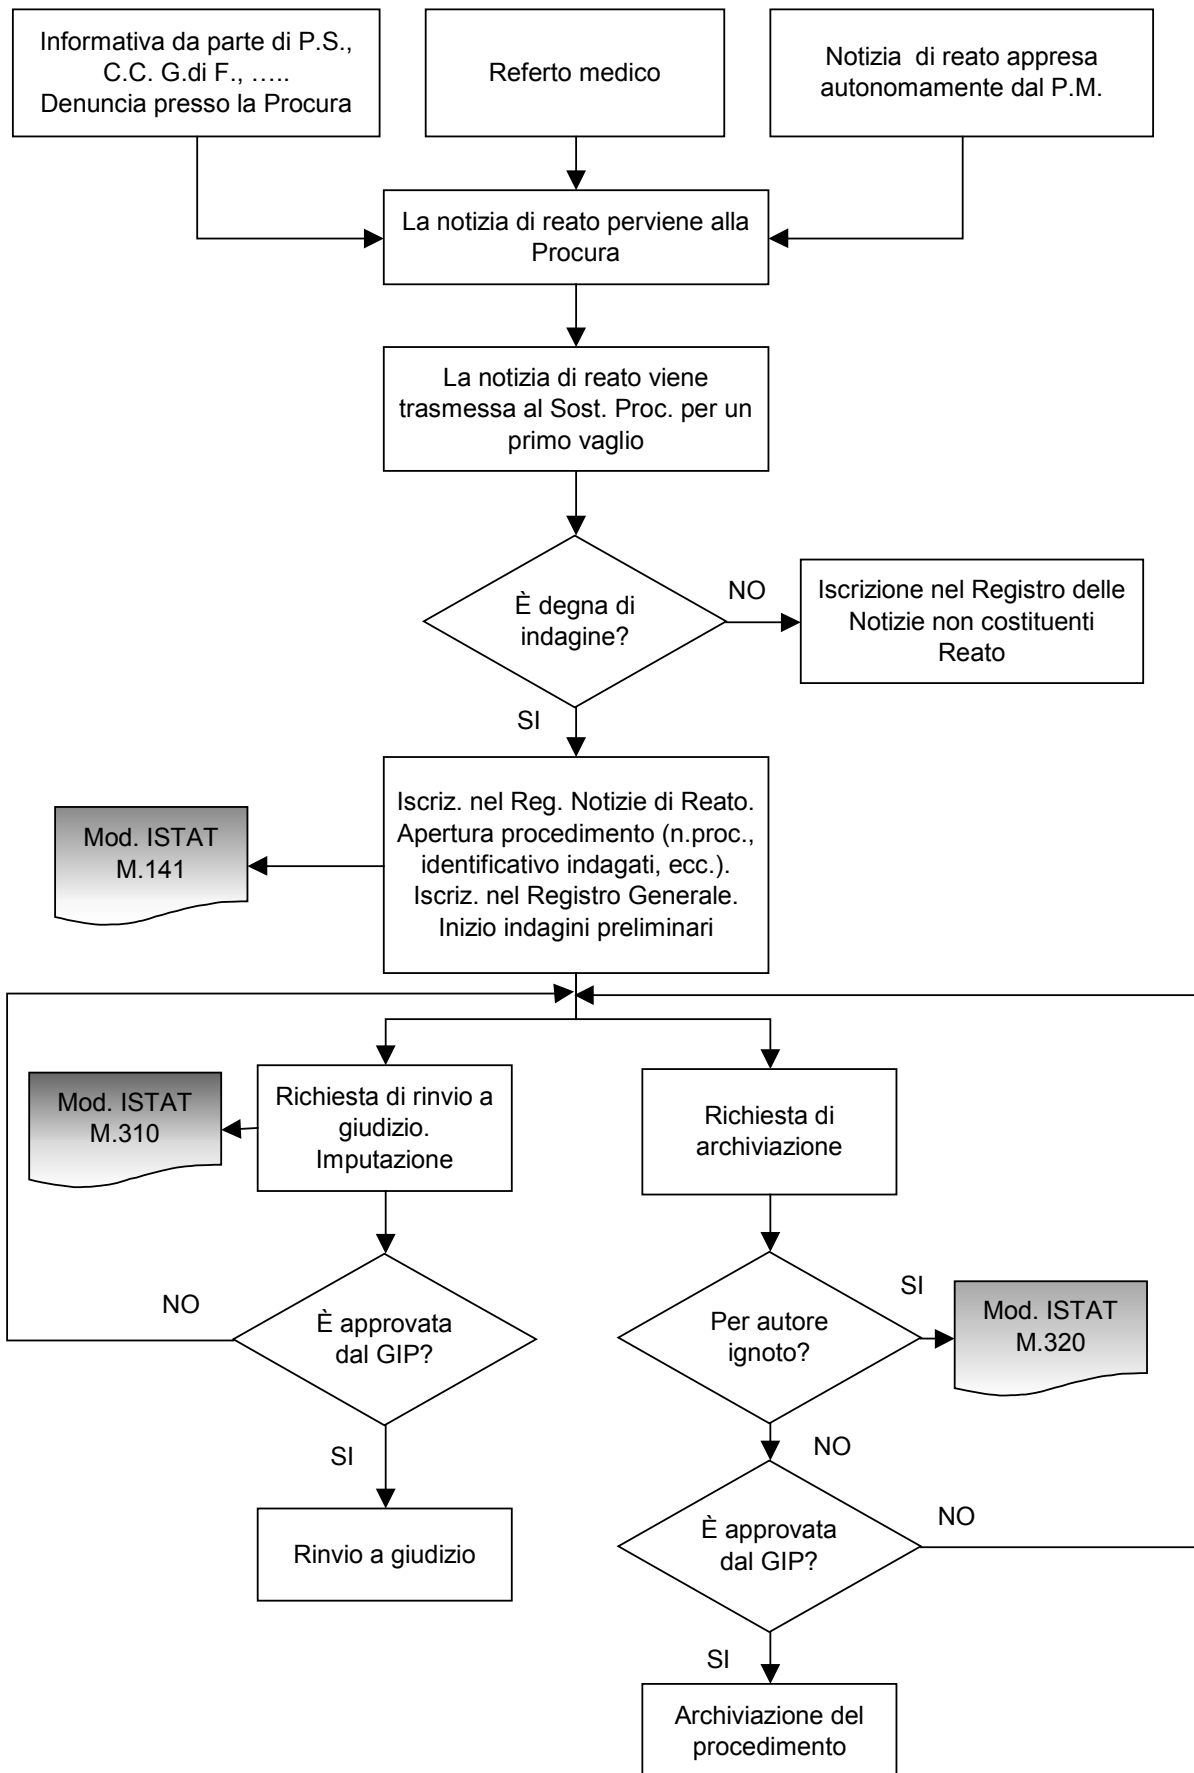 Informativa da parte di P.S.,
C.C. G.di F., …..
Denuncia presso la Procura
Referto medico
Notizia di reato appresa
autonomamente dal P.M.
La notizia di reato perviene alla
Procura
La notizia di reato viene
trasmessa al Sost. Proc. per un
primo vaglio
È degna di
indagine?
NO
Iscrizione nel Registro delle
Notizie non costituenti
Reato
SI
Iscriz. nel Reg. Notizie di Reato.
Apertura procedimento (n.proc.,
identificativo indagati, ecc.).
Iscriz. nel Registro Generale.
Inizio indagini preliminari
Mod. ISTAT
M.141
Mod. ISTAT
M.310
Richiesta di rinvio a
giudizio.
Imputazione
Richiesta di
archiviazione
NO
È approvata
dal GIP?
Per autore
ignoto?
SI
Mod. ISTAT
M.320
SI
NO
Rinvio a giudizio
È approvata
dal GIP?
NO
SI
Archiviazione del
procedimento